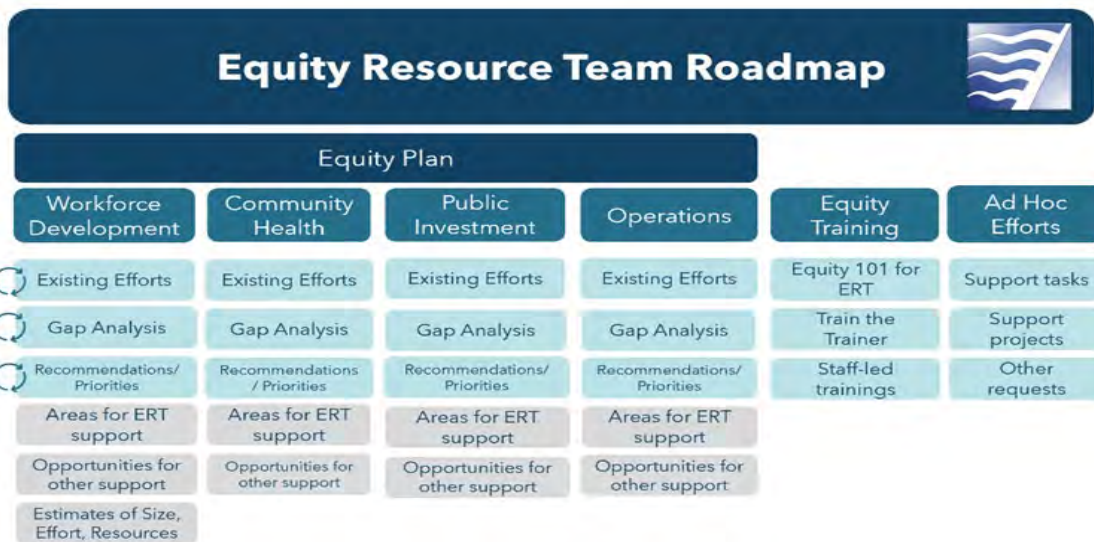 Equity Resource Team Roadmap
Equity Plan
Workforce
Development
Existing Efforts
Gap Analysis
Recommendations/
Priorities
Areas for ERT
support
Opportunities for
other support
Estimates of Size,
Effort, Resources
Community
Health
Existing Efforts
Gap Analysis
Recommendations
/ Priorities
Areas for ERT
support
Opportunities for
other support
Public
Investment
Existing Efforts
Gap Analysis
Recommendations/
Priorities
Areas for ERT
support
Opportunities for
other support
Operations
Existing Efforts
Gap Analysis
Recommendations/
Priorities
Areas for ERT
support
Opportunities for
other support
Equity
Training
Equity 101 for
ERT
Train the
Trainer
Staff-led
trainings
Ad Hoc
Efforts
Support tasks
Support
projects
Other
requests